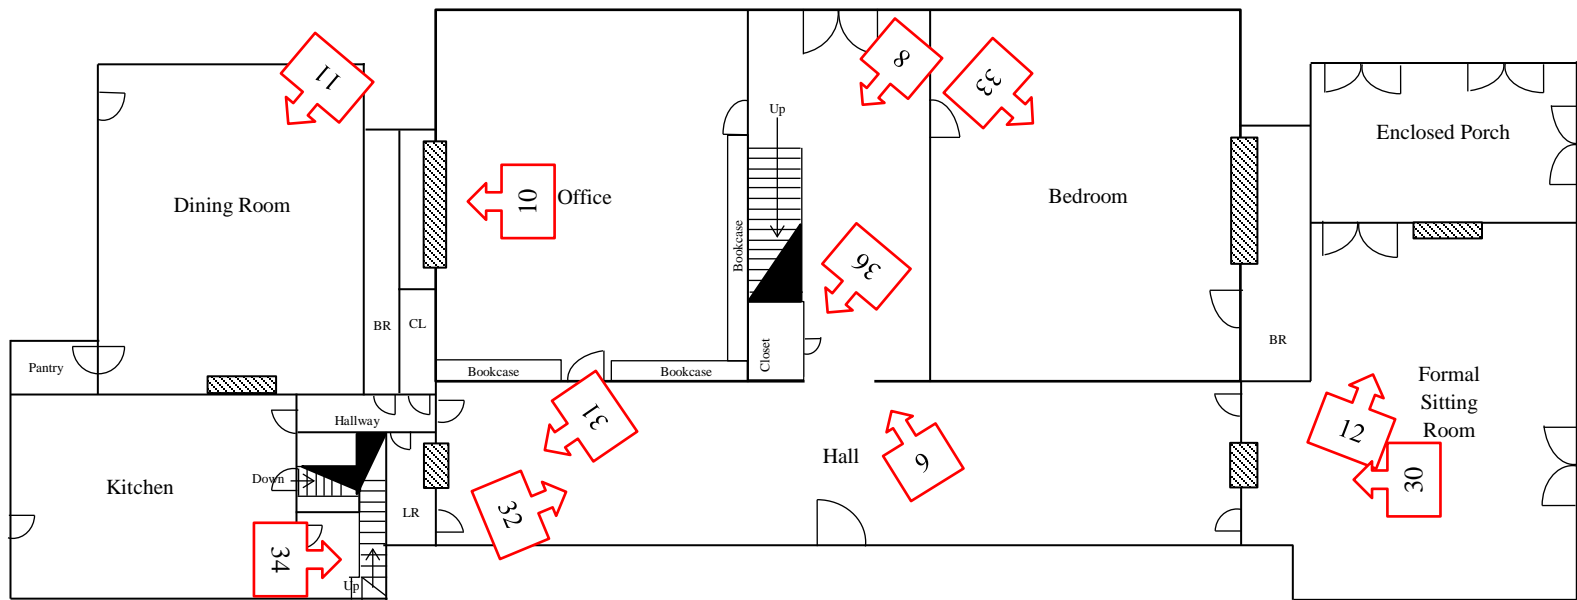 11
8
33
Up
Enclosed Porch
Dining Room
10
Office
Bedroom
Bookcase
36
BR
CL
Closet
BR
Pantry
Bookcase
Bookcase
Formal
Sitting
Room
Hallway
31
12
Hall
9
Kitchen
Down
30
LR
32
34
Up